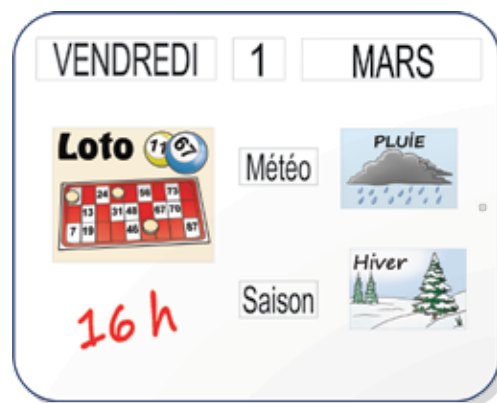 VENDREDI 1 MARS
Loto 11 67
24 56 73
13 31 48 67 70
7 19 46 87
Météo
PLUİE
Saison
Hiver
16 h